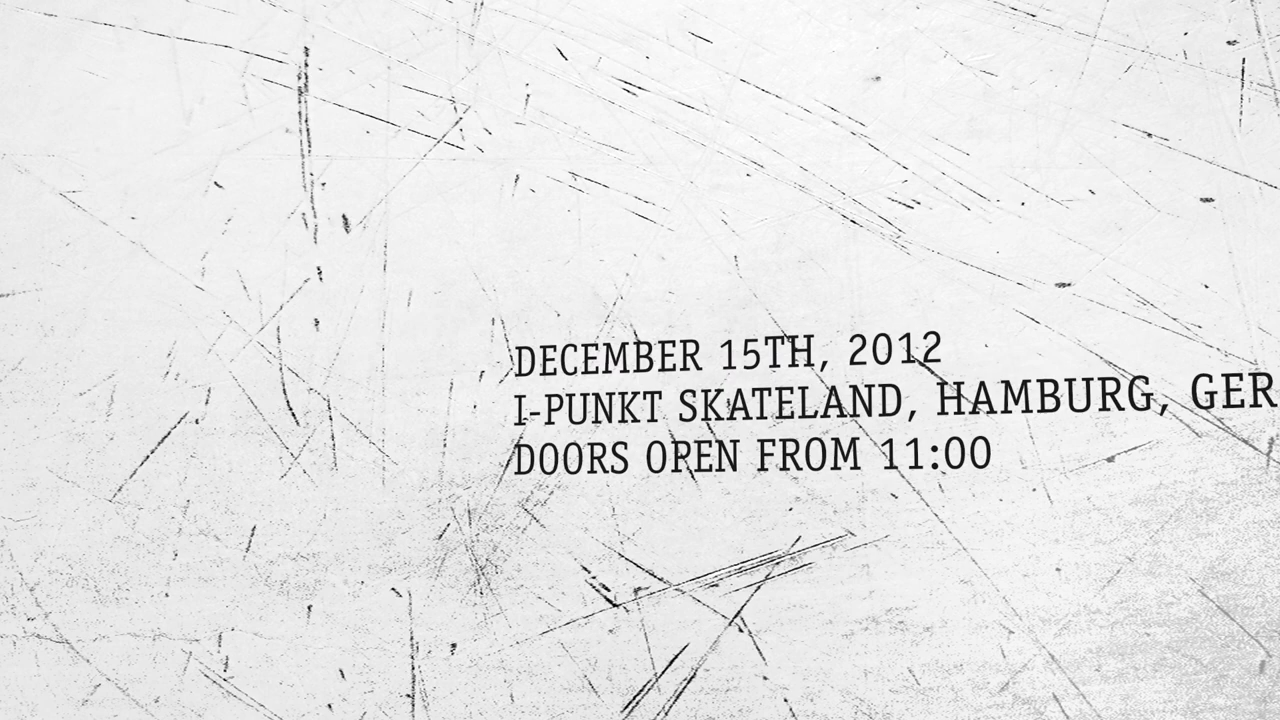 DECEMBER 15TH, 2012
I-PUNKT SKATELAND, HAMBURG, GER
DOORS OPEN FROM 11:00